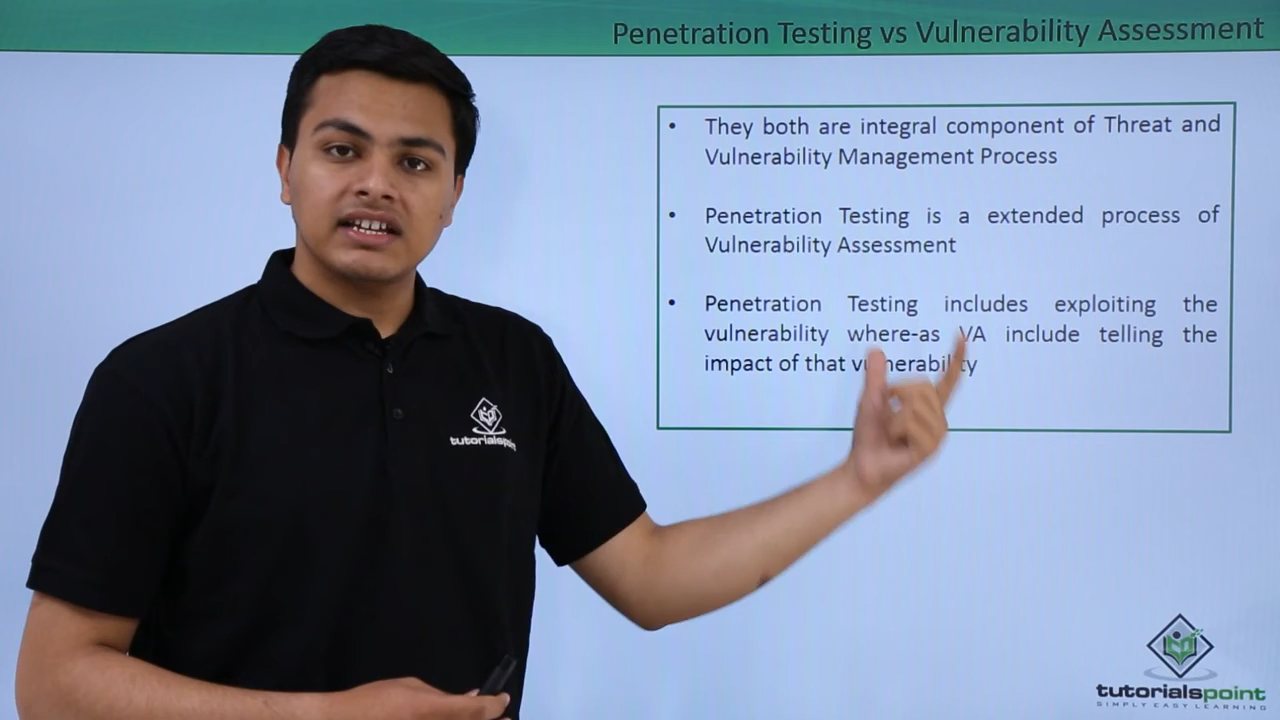 Penetration Testing vs Vulnerability Assessment
• They both are integral component of Threat and
Vulnerability Management Process
• Penetration Testing is a extended process of
Vulnerability Assessment
• Penetration Testing includes exploiting the
vulnerability where-as VA include telling the
impact of that vulnerability
tutorialspoint
tutorialspoint
SIMPLY EASY LEARNING